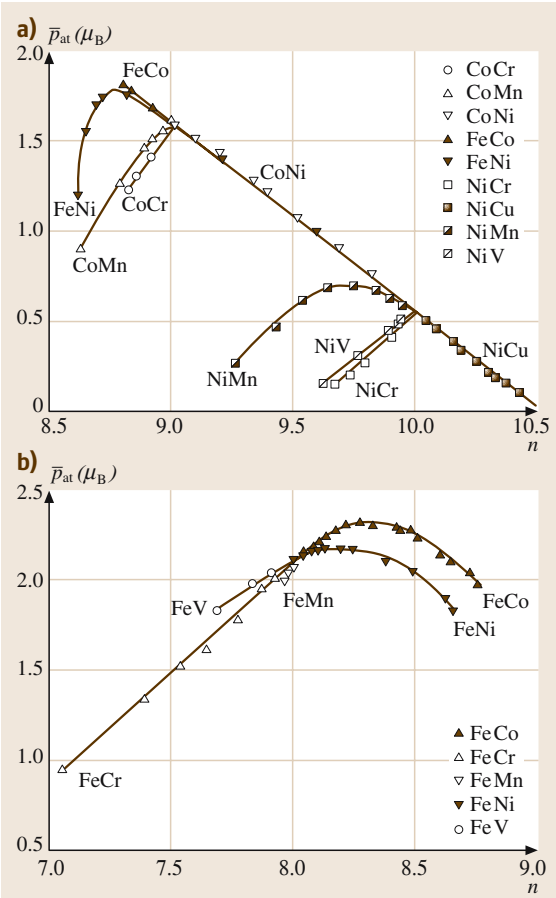 a) p̄at (μB)
2.0
1.5
1.0
0.5
0
8.5 9.0 9.5 10.0 10.5
n
FeCo
CoNi
FeNi
CoCr
CoMn
NiMn
NiV
NiCr
NiCu
CoCr
CoMn
CoNi
FeCo
FeNi
NiCr
NiCu
NiMn
NiV
b) p̄at (μB)
2.5
2.0
1.5
1.0
0.5
7.0 7.5 8.0 8.5 9.0
n
FeV
FeMn
FeCo
FeNi
FeCr
FeCo
FeCr
FeMn
FeNi
FeV